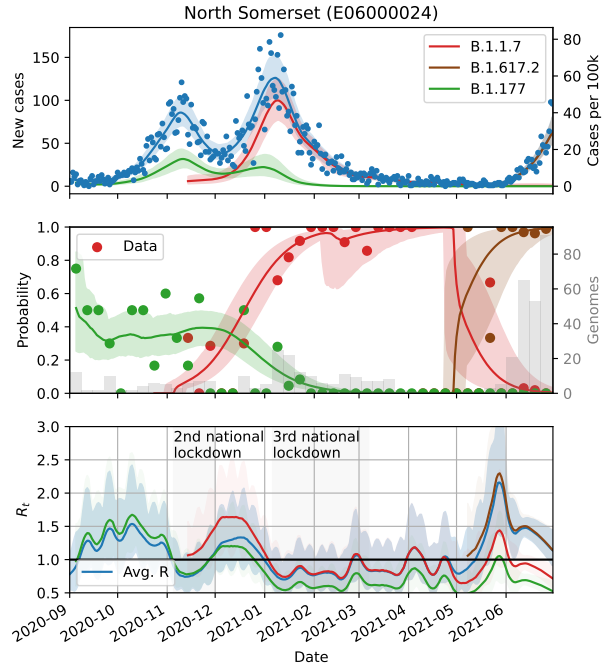 North Somerset (E06000024)
New cases
150
100
50
0
B.1.1.7
B.1.617.2
B.1.177
80
60
40
20
0
Cases per 100k
Probability
1.0
0.8
0.6
0.4
0.2
0.0
Data
80
60
40
20
0
Genomes
R_t
3.0
2.5
2.0
1.5
1.0
0.5
2nd national
lockdown
3rd national
lockdown
Avg. R
2020-09
2020-10
2020-11
2020-12
2021-01
2021-02
2021-03
2021-04
2021-05
2021-06
Date